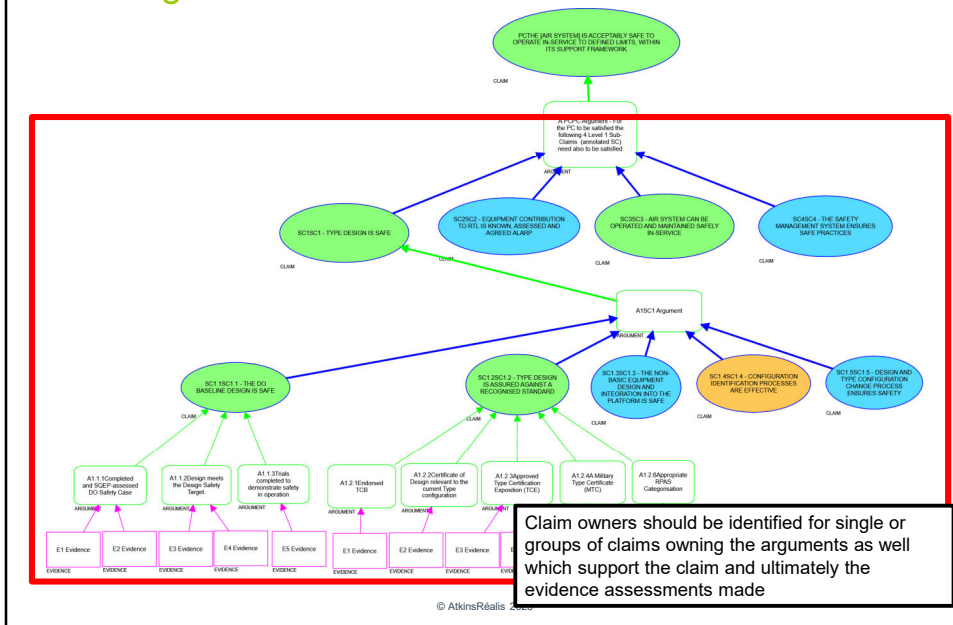 PCTHE [AIR SYSTEM] IS ACCEPTABLY SAFE TO
OPERATE IN-SERVICE TO DEFINED LIMITS, WITHIN
ITS SUPPORT FRAMEWORK
CLAIM
A PCPC Argument - For
the PC to be satisfied the
following 4 Level 1 Sub-
Claims (annotated SC)
need also to be satisfied
ARGUMENT
SC1SC1 - TYPE DESIGN IS SAFE
CLAIM
SC2SC2 - EQUIPMENT CONTRIBUTION
TO RTL IS KNOWN, ASSESSED AND
AGREED ALARP
CLAIM
SC3SC3 - AIR SYSTEM CAN BE
OPERATED AND MAINTAINED SAFELY
IN-SERVICE
CLAIM
SC4SC4 - THE SAFETY
MANAGEMENT SYSTEM ENSURES
SAFE PRACTICES
CLAIM
A1SC1 Argument
ARGUMENT
SC1.1SC1.1 - THE DO
BASELINE DESIGN IS SAFE
CLAIM
SC1.2SC1.2 - TYPE DESIGN
IS ASSURED AGAINST A
RECOGNISED STANDARD
CLAIM
SC1.3SC1.3 - THE NON-
BASIC EQUIPMENT
DESIGN AND
INTEGRATION INTO THE
PLATFORM IS SAFE
CLAIM
SC1.4SC1.4 - CONFIGURATION
IDENTIFICATION PROCESSES
ARE EFFECTIVE
CLAIM
SC1.5SC1.5 - DESIGN AND
TYPE CONFIGURATION
CHANGE PROCESS
ENSURES SAFETY
CLAIM
A1.1.1Completed
and SQEP-assessed
DO Safety Case
ARGUMENT
A1.1.2Design meets
the Design Safety
Target
ARGUMENT
A1.1.3Trials
completed to
demonstrate safety
in operation
ARGUMENT
A1.2.1Endorsed
TCB
ARGUMENT
A1.2.2Certificate of
Design relevant to the
current Type
configuration
ARGUMENT
A1.2.3Approved
Type Certification
Exposition (TCE)
ARGUMENT
A1.2.4A Military
Type Certificate
(MTC)
A1.2.6Appropriate
RPAS
Categorisation
E1 Evidence
EVIDENCE
E2 Evidence
EVIDENCE
E3 Evidence
EVIDENCE
E4 Evidence
EVIDENCE
E5 Evidence
EVIDENCE
E1 Evidence
EVIDENCE
E2 Evidence
EVIDENCE
E3 Evidence
EVIDENCE
Claim owners should be identified for single or
groups of claims owning the arguments as well
which support the claim and ultimately the
evidence assessments made
© AtkinsRéalis